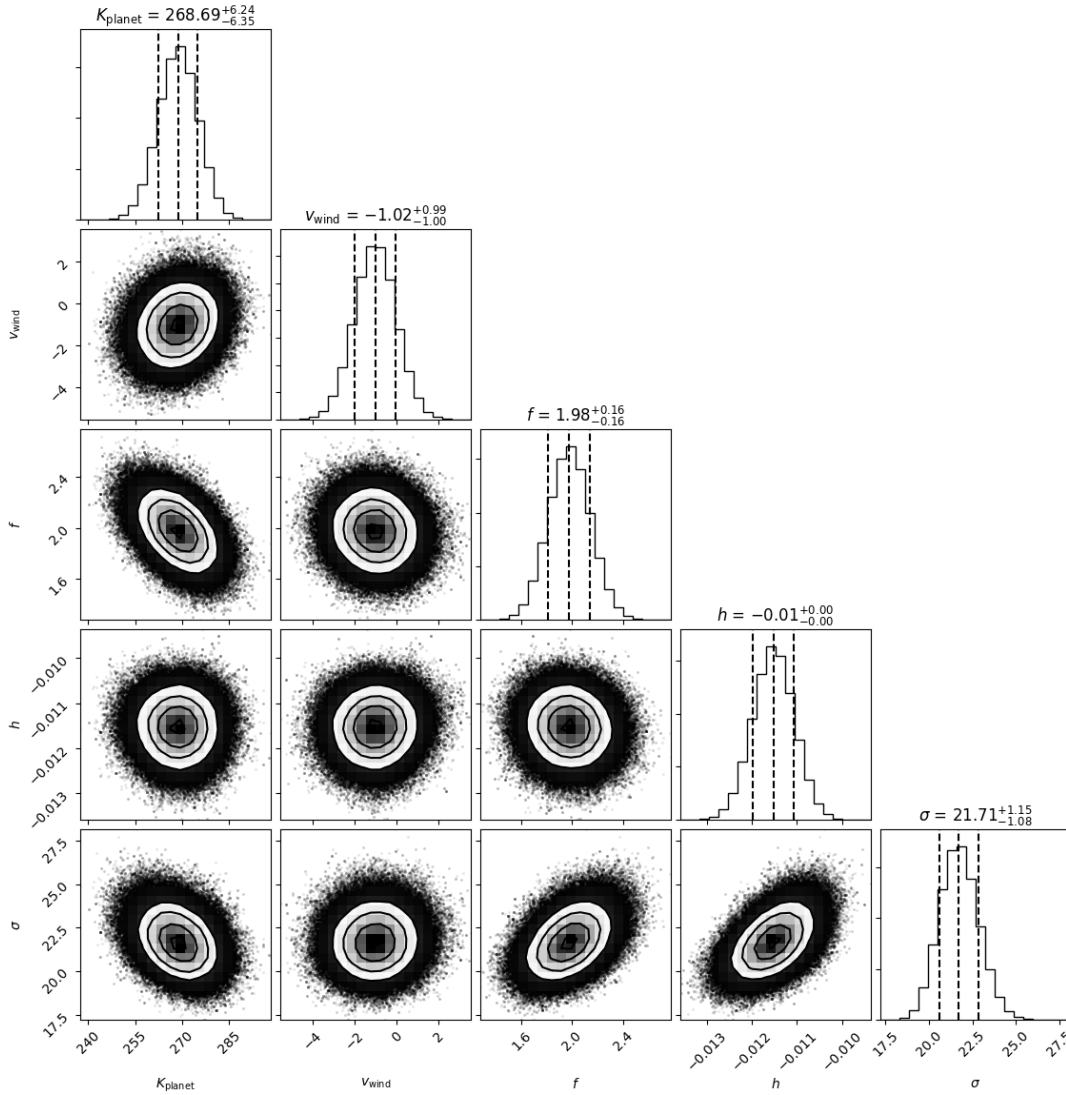 K_planet = 268.69^{+6.24}_{-6.35}
v_wind = −1.02^{+0.99}_{-1.00}
2
0
−2
−4
v_wind
f = 1.98^{+0.16}_{-0.16}
2.4
2.0
1.6
f
h = −0.01^{+0.00}_{-0.00}
−0.010
−0.011
−0.012
−0.013
h
σ = 21.71^{+1.15}_{-1.08}
27.5
25.0
22.5
20.0
17.5
σ
240 255 270 285 −4 −2 0 2 1.6 2.0 2.4 −0.013 −0.012 −0.011 −0.010 17.5 20.0 22.5 25.0 27.5
K_planet v_wind f h σ